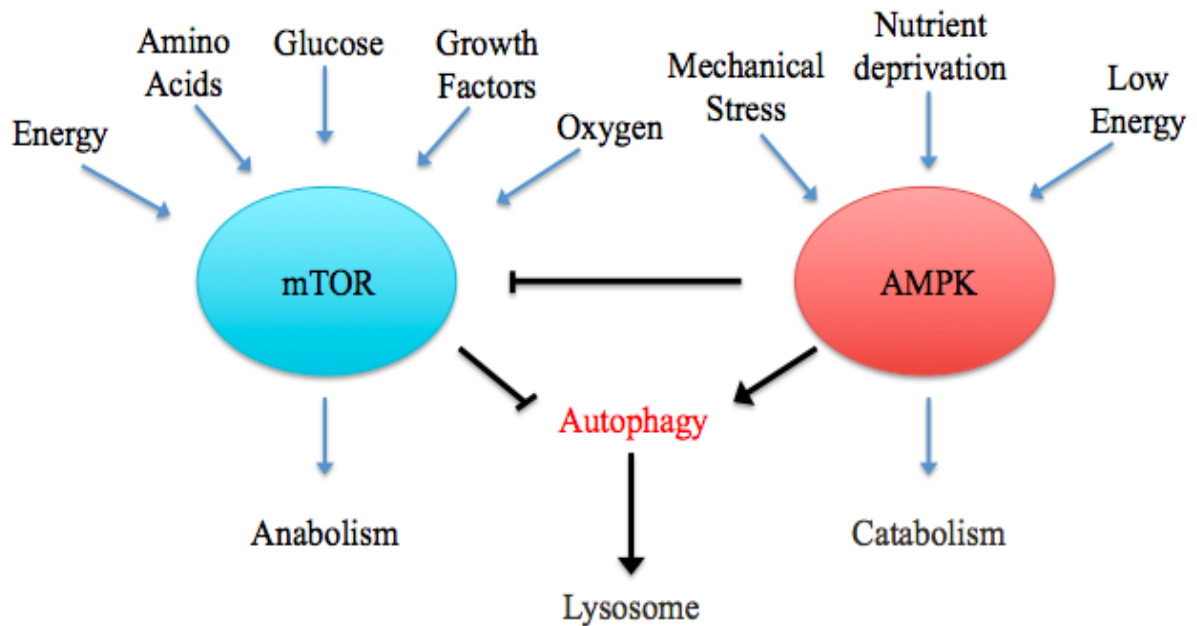 Amino
Acids
Glucose
Growth
Factors
Energy
Oxygen
Mechanical
Stress
Nutrient
deprivation
Low
Energy
mTOR
AMPK
Autophagy
Anabolism
Catabolism
Lysosome